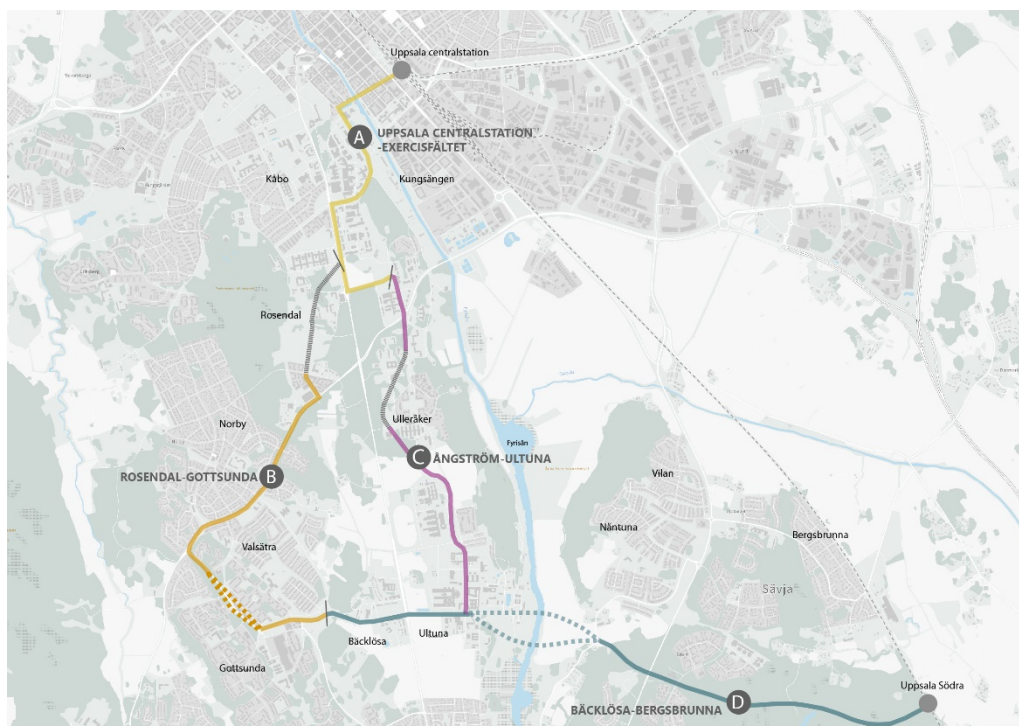 Uppsala centralstation
A
UPPSALA CENTRALSTATION
-EXERCISFÄLTET
Kåbo
Kungsängen
Rosendal
Ulleråker
Norby
Fyrisån
C
ÅNGSTRÖM-ULTUNA
Vilan
ROSENDAL-GOTTSUNDA
B
Nåntuna
Bergsbrunna
Valsätra
Sävja
Bäcklösa
Ultuna
Gottsunda
Uppsala Södra
BÄCKLÖSA-BERGSBRUNNA
D